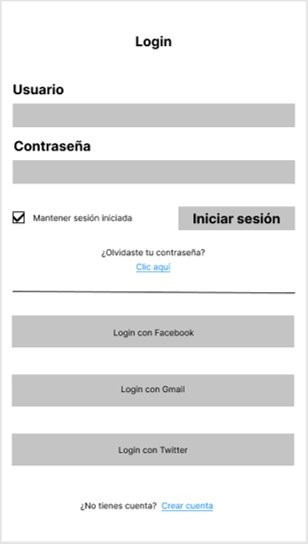 Login
Usuario
Contraseña
Mantener sesión iniciada
Iniciar sesión
¿Olvidaste tu contraseña?
Clic aquí
Login con Facebook
Login con Gmail
Login con Twitter
¿No tienes cuenta? Crear cuenta